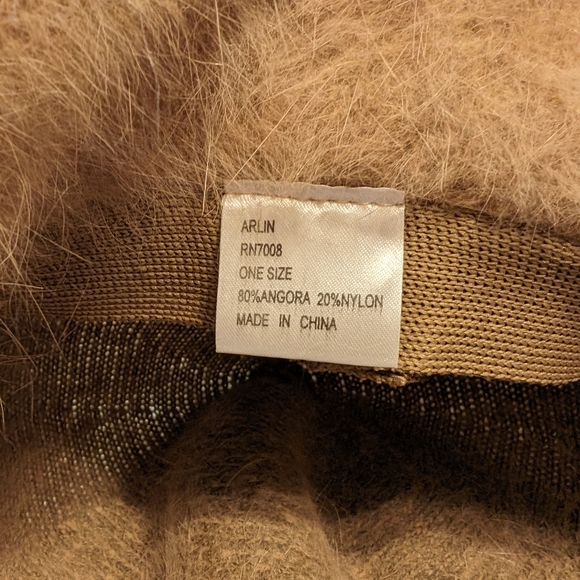 ARLIN
RN7008
ONE SIZE
80%ANGORA 20%NYLON
MADE IN CHINA